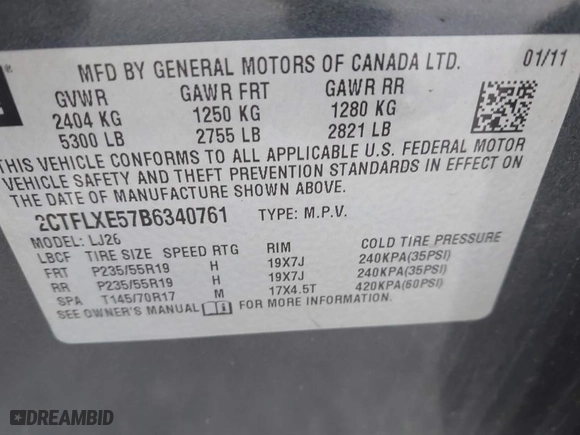 MFD BY GENERAL MOTORS OF CANADA LTD. 01/11
GVWR GAWR FRT GAWR RR
2404 KG 1250 KG 1280 KG
5300 LB 2755 LB 2821 LB
THIS VEHICLE CONFORMS TO ALL APPLICABLE U.S. FEDERAL MOTOR
VEHICLE SAFETY AND THEFT PREVENTION STANDARDS IN EFFECT ON
THE DATE OF MANUFACTURE SHOWN ABOVE.
2CTFLXE57B6340761 TYPE: M.P.V.
MODEL: LJ26
LBCF TIRE SIZE SPEED RTG RIM COLD TIRE PRESSURE
FRT P235/55R19 H 19X7J 240KPA(35PSI)
RR P235/55R19 H 19X7J 240KPA(35PSI)
SPA T145/70R17 M 17X4.5T 420KPA(60PSI)
SEE OWNER'S MANUAL FOR MORE INFORMATION.
DREAMBID